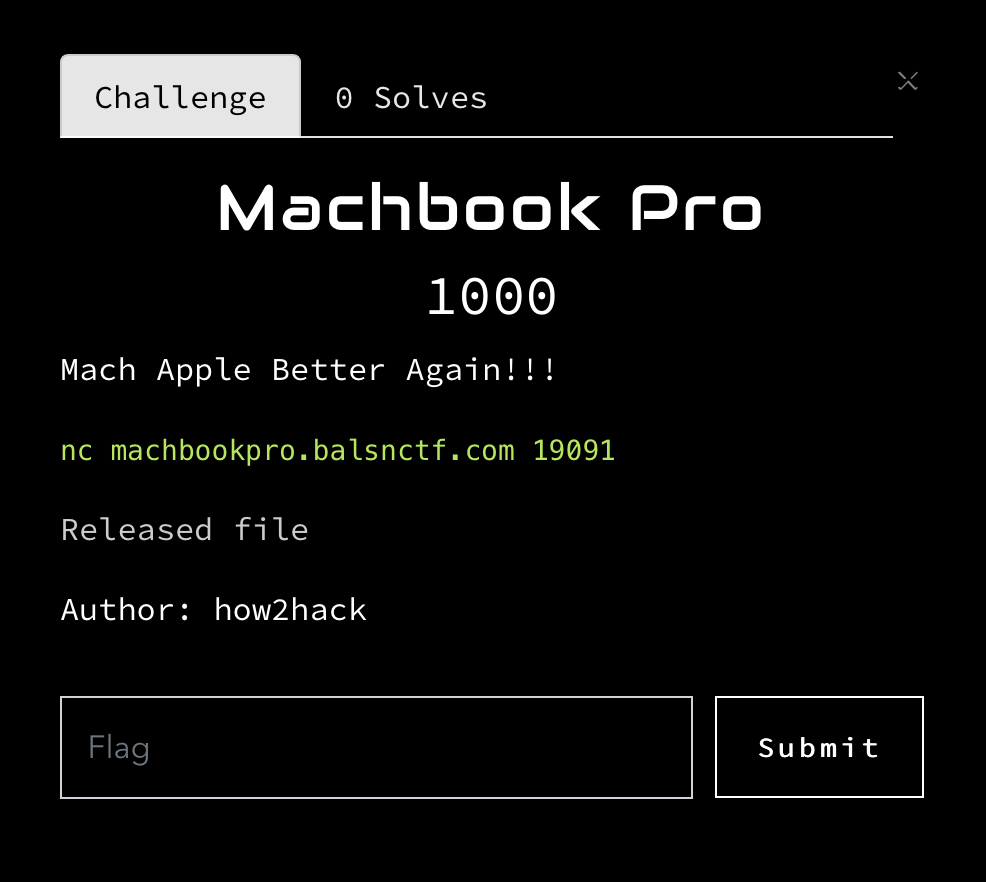 Challenge
0 Solves
Machbook Pro
1000
Mach Apple Better Again!!!
nc machbookpro.balsnctf.com 19091
Released file
Author: how2hack
Flag
Submit